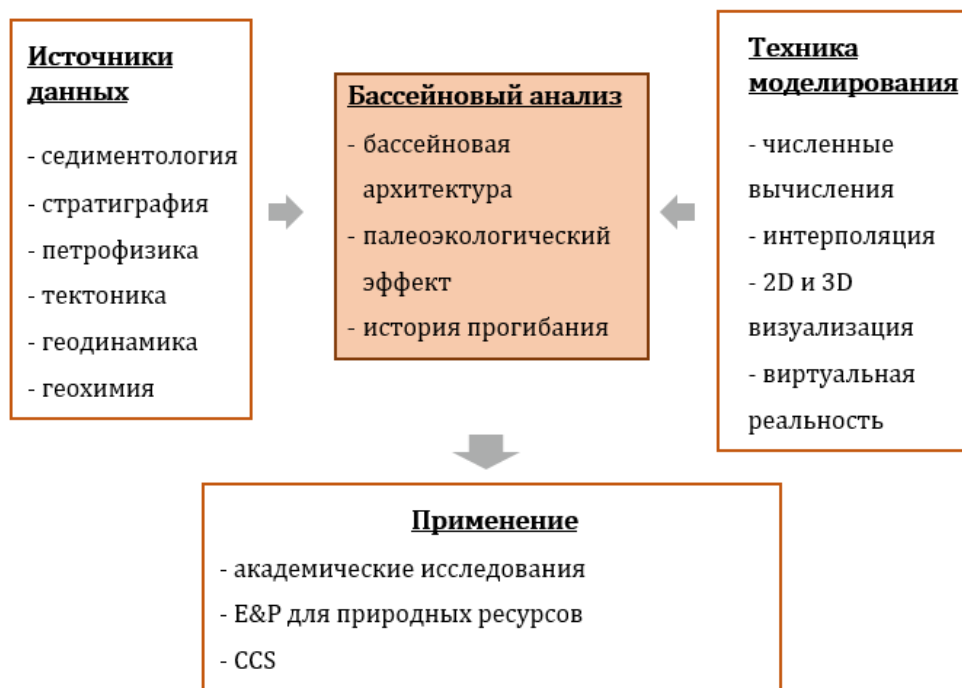 Источники
данных
- седиментология
- стратиграфия
- петрофизика
- тектоника
- геодинамика
- геохимия
Бассейновый анализ
- бассейновая
архитектура
- палеоэкологический
эффект
- история прогибания
Техника
моделирования
- численные
вычисления
- интерполяция
- 2D и 3D
визуализация
- виртуальная
реальность
Применение
- академические исследования
- E&P для природных ресурсов
- CCS